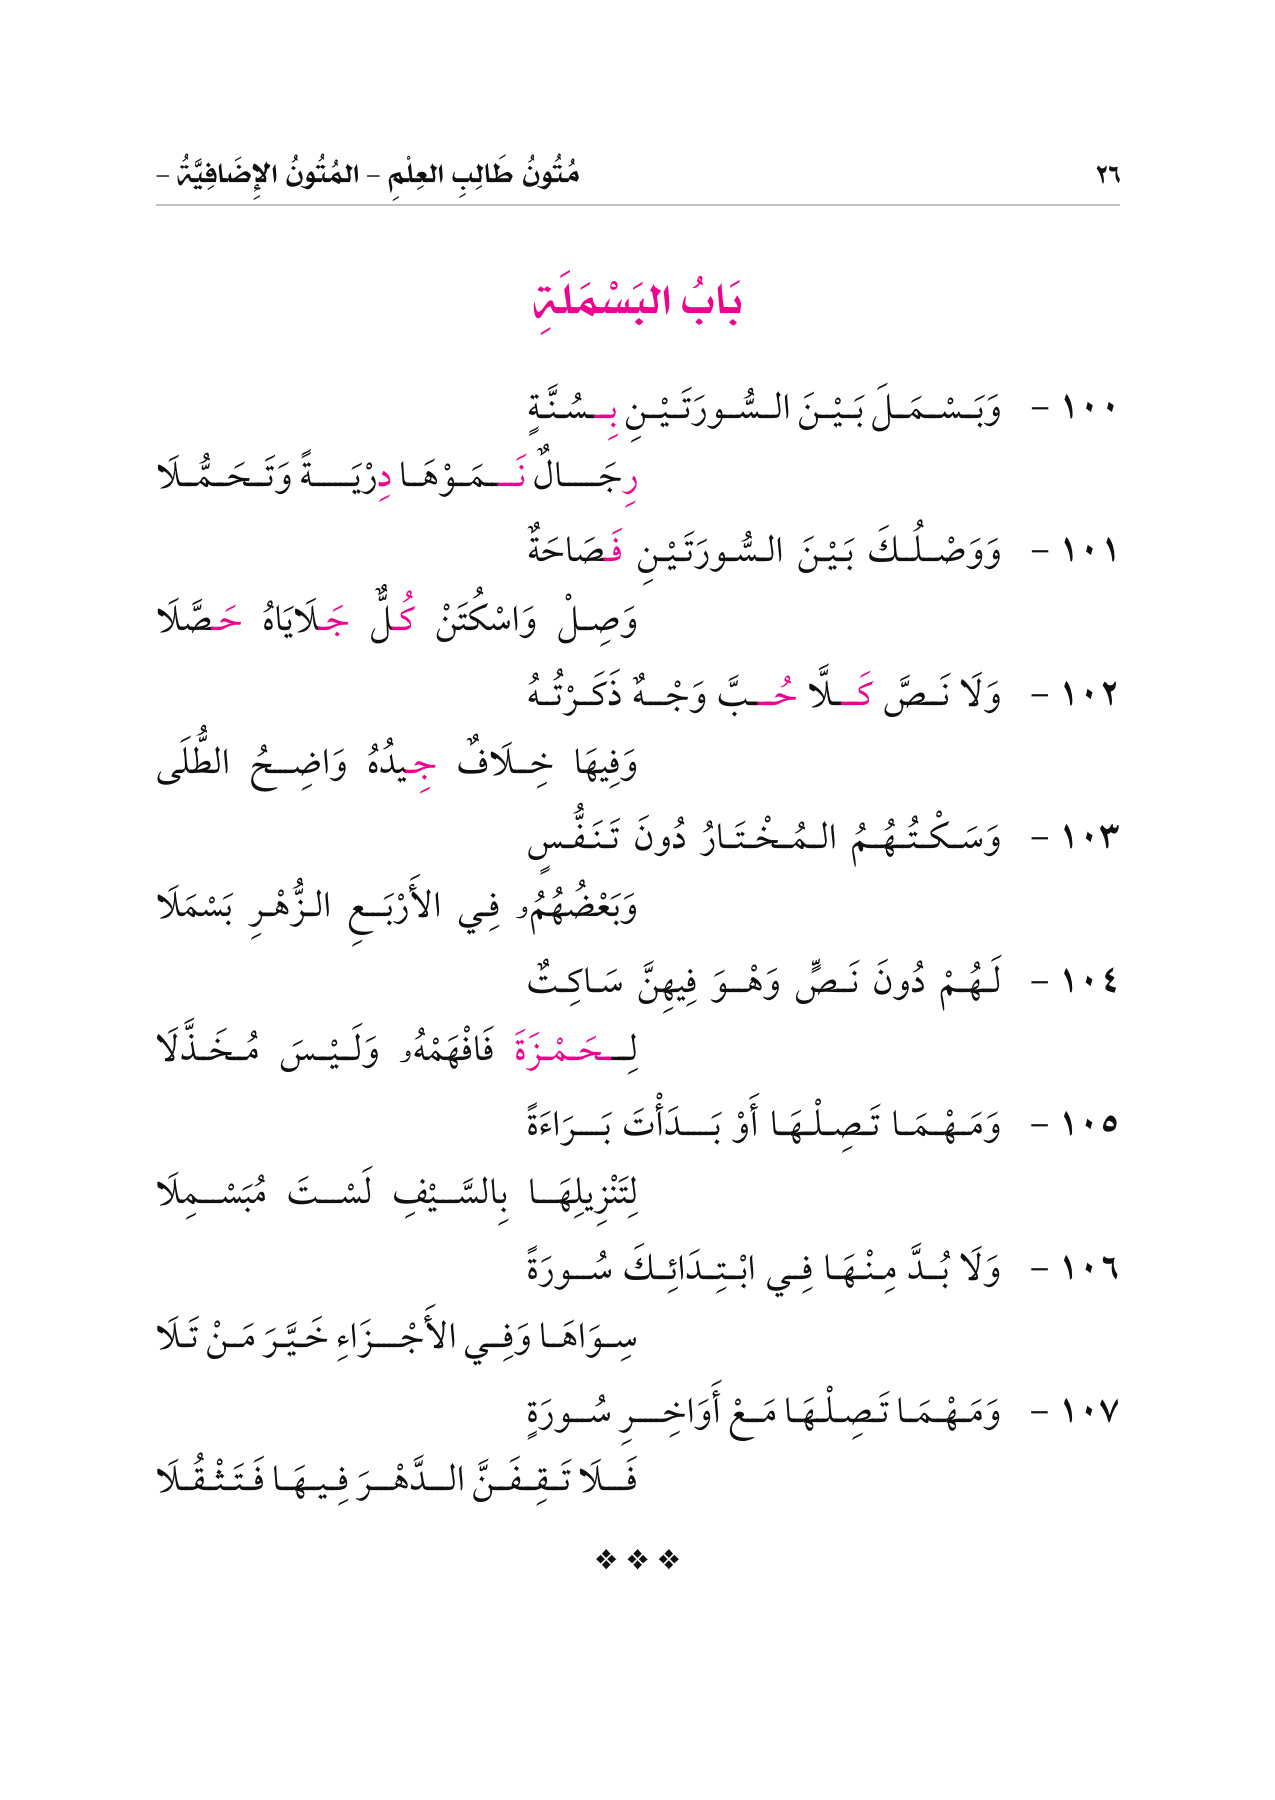 ٢٦ مُتُونُ طَالِبِ العِلْمِ – المُتُونُ الإِضَافِيَّةُ –
بَابُ البَسْمَلَةِ
١٠٠ – وَبَسْمَلَ بَيْنَ السُّورَتَيْنِ بِسُنَّةٍ
رِجَالٌ نَمَوْهَا دِرْيَةً وَتَحَمُّلَا
١٠١ – وَوَصْلُكَ بَيْنَ السُّورَتَيْنِ فَصَاحَةٌ
وَصِلْ وَاسْكُتَنْ كُلٌّ جَلَايَاهُ حَصَّلَا
١٠٢ – وَلَا نَصَّ كَلَّا حُبَّ وَجْهٌ ذَكَرْتُهُ
وَفِيهَا خِلَافٌ جِيدُهُ وَاضِحُ الطُّلَى
١٠٣ – وَسَكْتُهُمُ المُخْتَارُ دُونَ تَنَفُّسٍ
وَبَعْضُهُمُۥ فِي الأَرْبَعِ الزُّهْرِ بَسْمَلَا
١٠٤ – لَهُمْ دُونَ نَصٍّ وَهْوَ فِيهِنَّ سَاكِتٌ
لِحَمْزَةَ فَافْهَمْهُۥ وَلَيْسَ مُخَذَّلَا
١٠٥ – وَمَهْمَا تَصِلْهَا أَوْ بَدَأْتَ بَرَاءَةً
لِتَنْزِيلِهَا بِالسَّيْفِ لَسْتَ مُبَسْمِلَا
١٠٦ – وَلَا بُدَّ مِنْهَا فِي ابْتِدَائِكَ سُورَةً
سِوَاهَا وَفِي الأَجْزَاءِ خَيَّرَ مَنْ تَلَا
١٠٧ – وَمَهْمَا تَصِلْهَا مَعْ أَوَاخِرِ سُورَةٍ
فَلَا تَقِفَنَّ الدَّهْرَ فِيهَا فَتَثْقُلَا